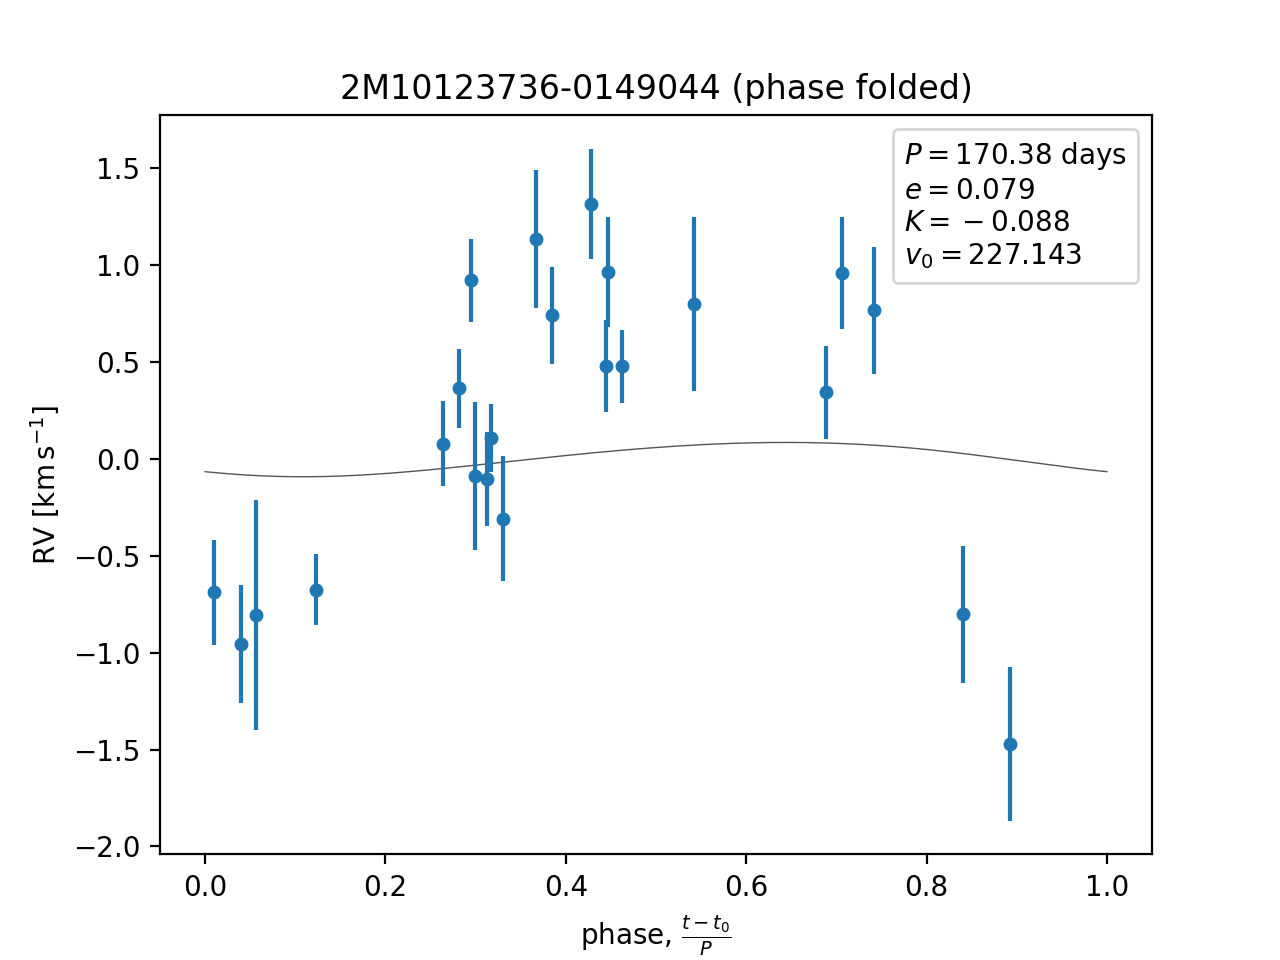 2M10123736-0149044 (phase folded)
P = 170.38 days
e = 0.079
K = −0.088
v₀ = 227.143
RV [km s⁻¹]
1.5
1.0
0.5
0.0
−0.5
−1.0
−1.5
−2.0
0.0 0.2 0.4 0.6 0.8 1.0
phase, (t − t₀)/P